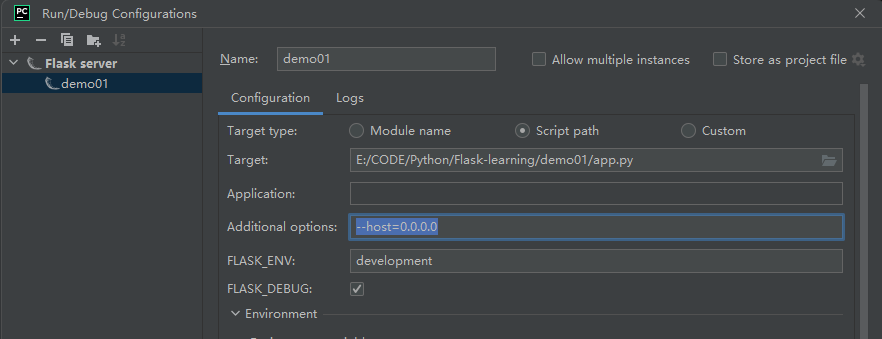 PC Run/Debug Configurations
Flask server
demo01
Name: demo01 Allow multiple instances Store as project file
Configuration Logs
Target type: Module name Script path Custom
Target: E:/CODE/Python/Flask-learning/demo01/app.py
Application:
Additional options: --host=0.0.0.0
FLASK_ENV: development
FLASK_DEBUG:
Environment